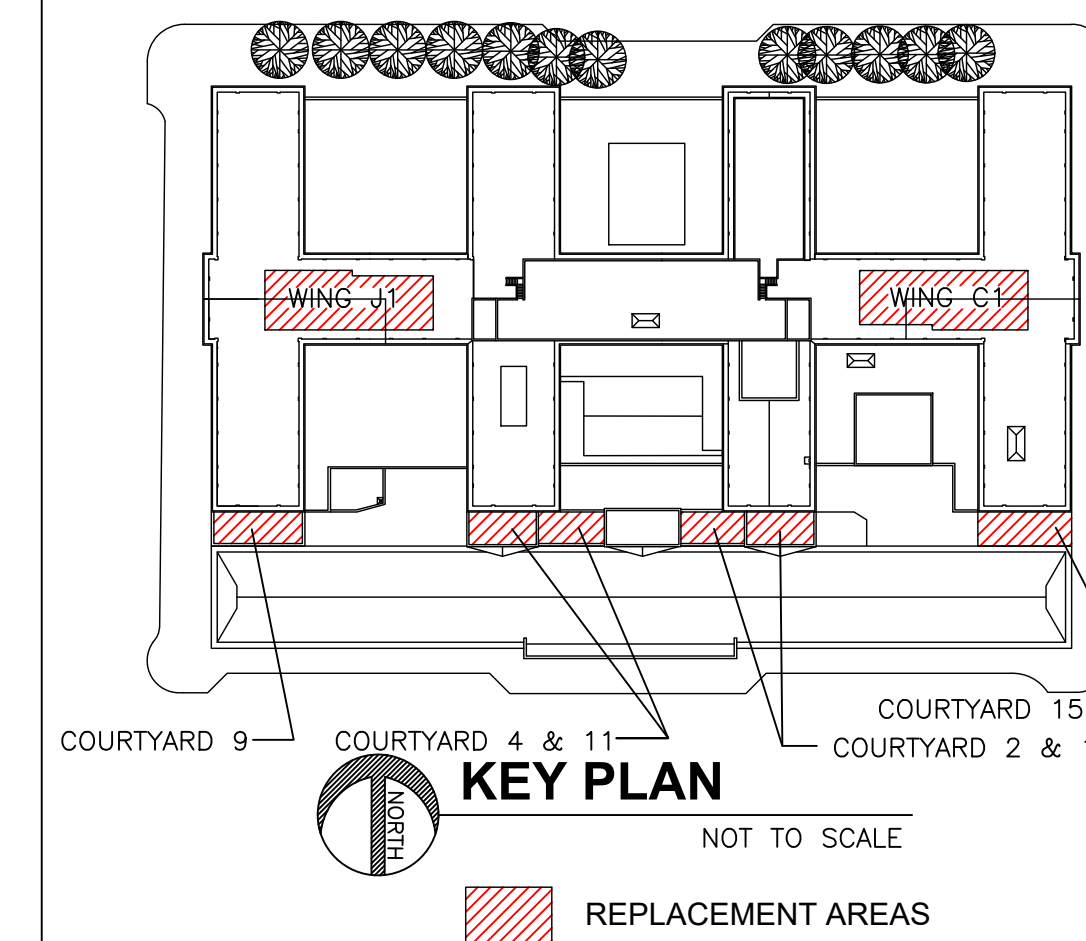 WING J1
WING C1
COURTYARD 15
COURTYARD 9
COURTYARD 4 & 11
COURTYARD 2 &
KEY PLAN
NORTH
NOT TO SCALE
REPLACEMENT AREAS